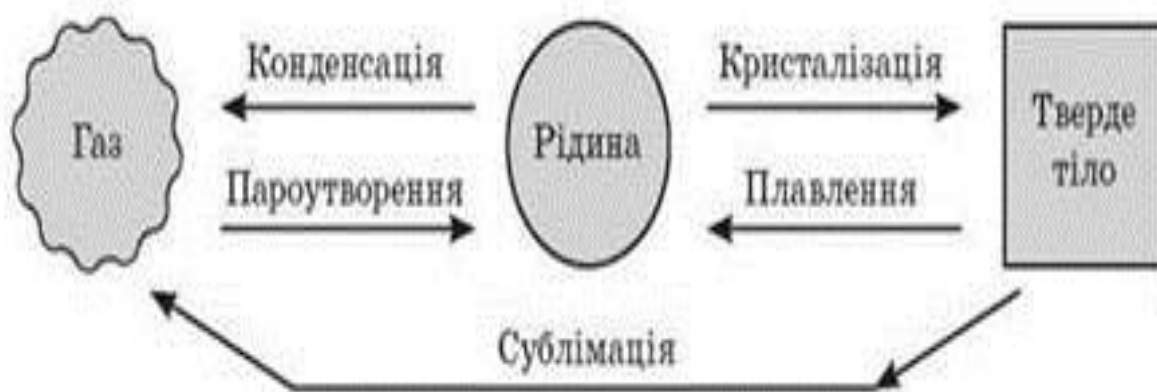 Конденсація
Кристалізація
Газ
Рідина
Тверде
тіло
Пароутворення
Плавлення
Сублімація